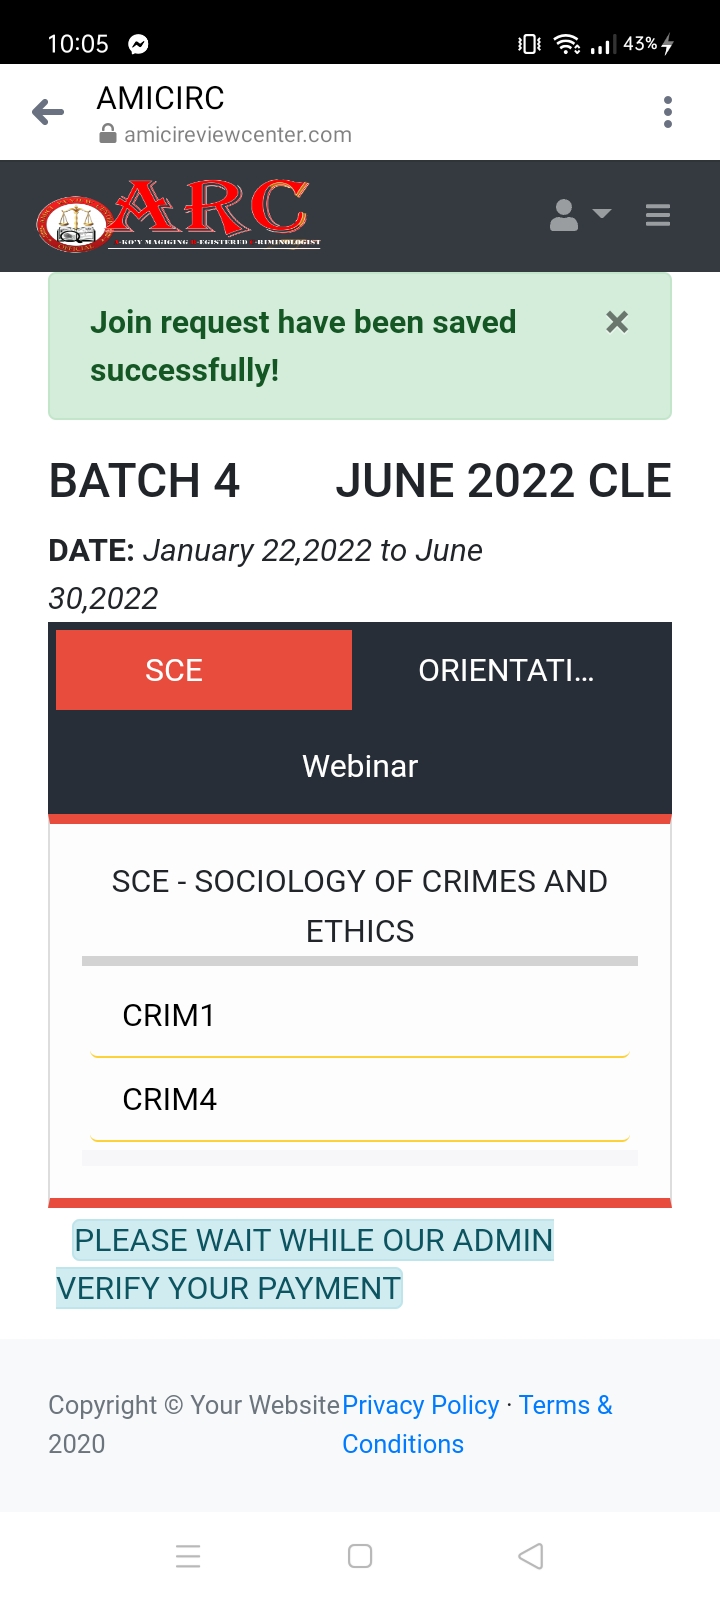 10:05
43%
AMICIRC
amicireviewcenter.com
ARC
Join request have been saved
successfully!
BATCH 4 JUNE 2022 CLE
DATE: January 22,2022 to June
30,2022
SCE ORIENTATI...
Webinar
SCE - SOCIOLOGY OF CRIMES AND
ETHICS
CRIM1
CRIM4
PLEASE WAIT WHILE OUR ADMIN
VERIFY YOUR PAYMENT
Copyright © Your Website Privacy Policy · Terms &
2020 Conditions